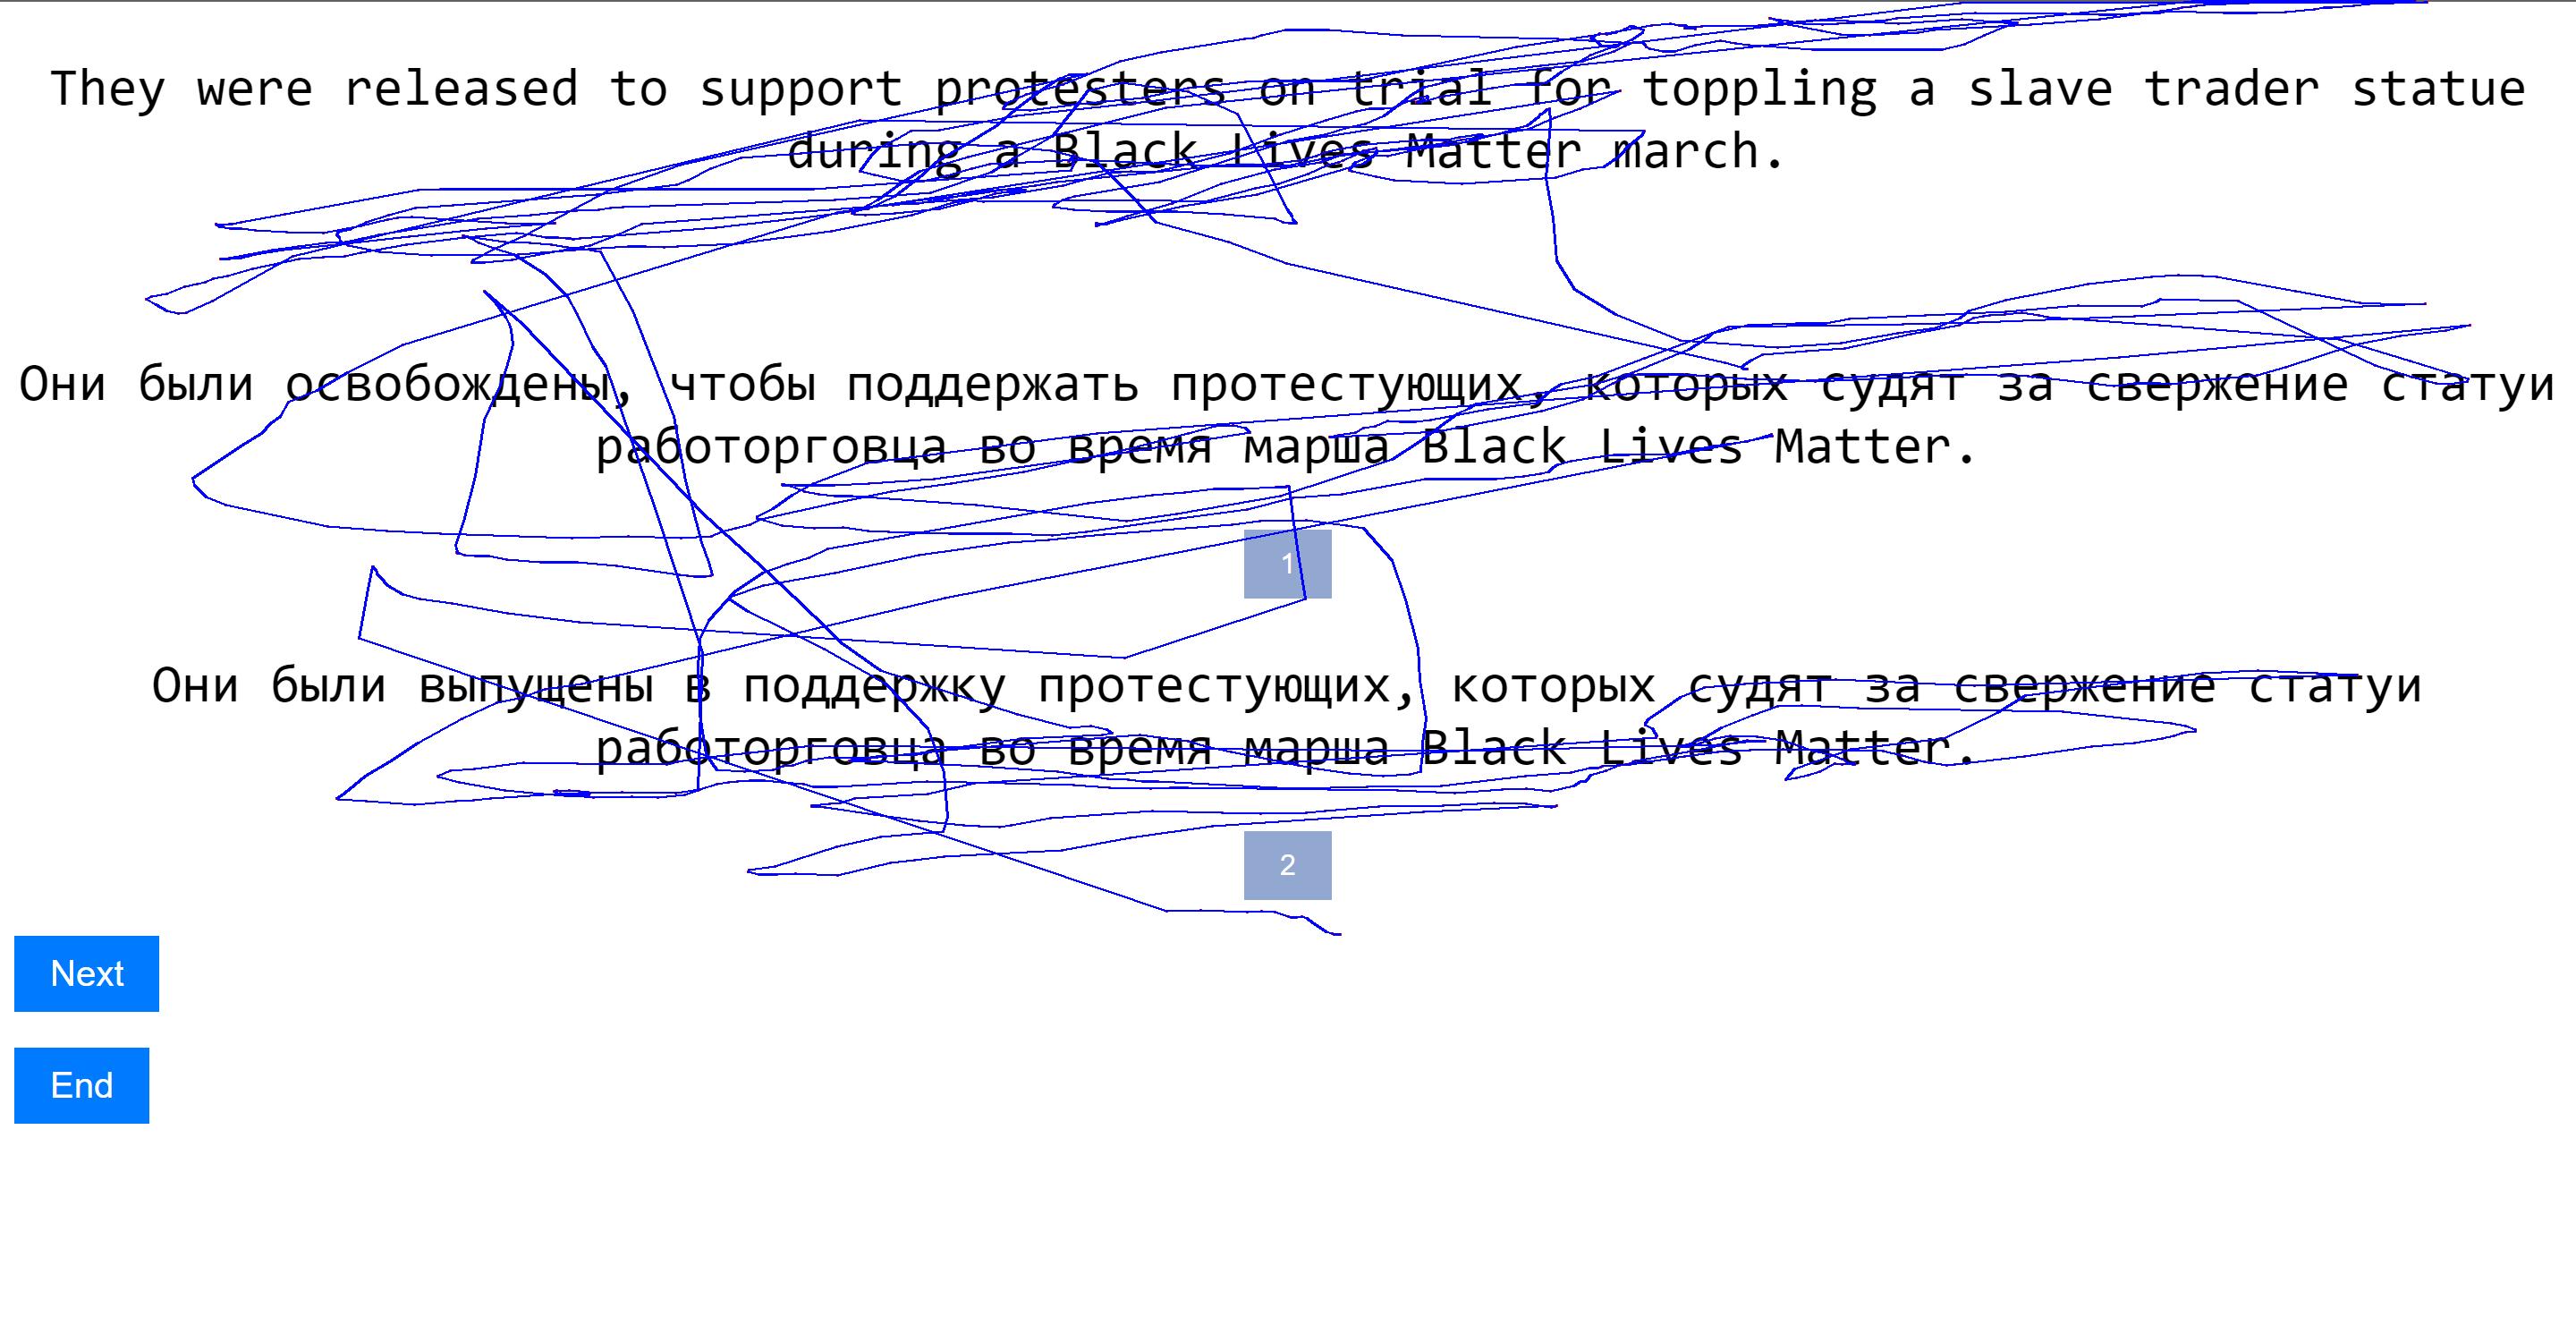 They were released to support protesters on trial for toppling a slave trader statue
during a Black Lives Matter march.
Они были освобождены, чтобы поддержать протестующих, которых судят за свержение статуи
работорговца во время марша Black Lives Matter.
1
Они были выпущены в поддержку протестующих, которых судят за свержение статуи
работорговца во время марша Black Lives Matter.
2
Next
End